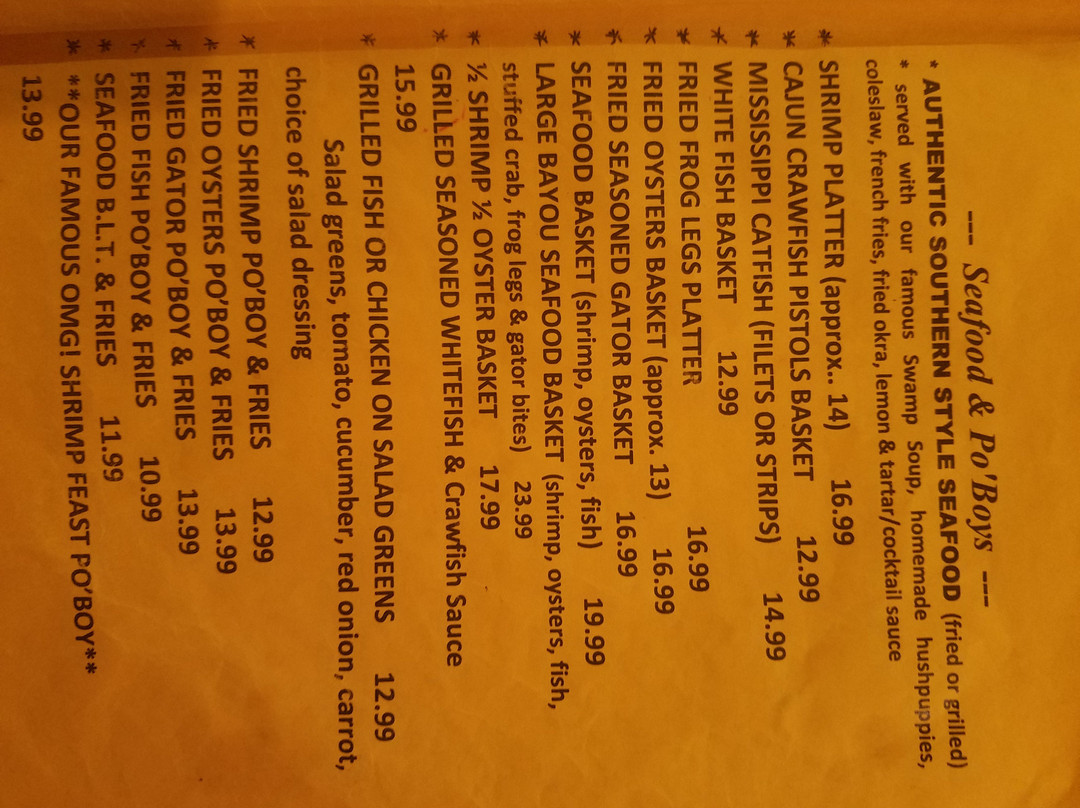 --- Seafood & Po'Boys ---
* AUTHENTIC SOUTHERN STYLE SEAFOOD (fried or grilled)
* served with our famous Swamp Soup, homemade hushpuppies,
coleslaw, french fries, fried okra, lemon & tartar/cocktail sauce
* SHRIMP PLATTER (approx.. 14) 16.99
* CAJUN CRAWFISH PISTOLS BASKET 12.99
* MISSISSIPPI CATFISH (FILETS OR STRIPS) 14.99
* WHITE FISH BASKET 12.99
* FRIED FROG LEGS PLATTER 16.99
* FRIED OYSTERS BASKET (approx. 13) 16.99
* FRIED SEASONED GATOR BASKET 16.99
* SEAFOOD BASKET (shrimp, oysters, fish) 19.99
* LARGE BAYOU SEAFOOD BASKET (shrimp, oysters, fish,
stuffed crab, frog legs & gator bites) 23.99
* ½ SHRIMP ½ OYSTER BASKET 17.99
* GRILLED SEASONED WHITEFISH & Crawfish Sauce
15.99
* GRILLED FISH OR CHICKEN ON SALAD GREENS 12.99
Salad greens, tomato, cucumber, red onion, carrot,
choice of salad dressing
* FRIED SHRIMP PO'BOY & FRIES 12.99
* FRIED OYSTERS PO'BOY & FRIES 13.99
* FRIED GATOR PO'BOY & FRIES 13.99
* FRIED FISH PO'BOY & FRIES 10.99
* SEAFOOD B.L.T. & FRIES 11.99
* **OUR FAMOUS OMG! SHRIMP FEAST PO'BOY**
13.99